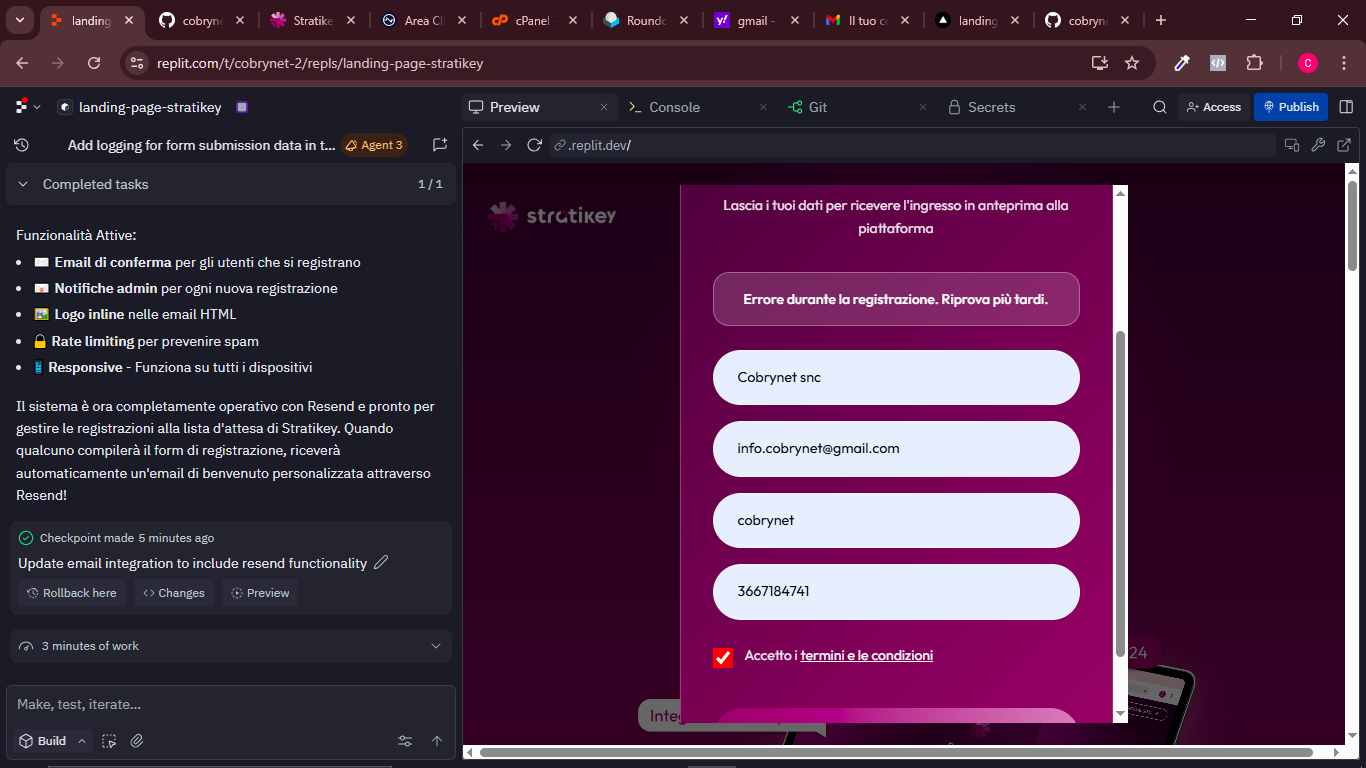 landing
cobryne
Stratike
Area Cli
cPanel -
Roundc
gmail -
Il tuo c
landing
cobryne
replit.com/t/cobrynet-2/repls/landing-page-stratikey
C
landing-page-stratikey
Preview
Console
Git
Secrets
Access
Publish
Add logging for form submission data in t...
Agent 3
.replit.dev/
Completed tasks
1 / 1
Funzionalità Attive:
• Email di conferma per gli utenti che si registrano
• Notifiche admin per ogni nuova registrazione
• Logo inline nelle email HTML
• Rate limiting per prevenire spam
• Responsive - Funziona su tutti i dispositivi
Il sistema è ora completamente operativo con Resend e pronto per
gestire le registrazioni alla lista d'attesa di Stratikey. Quando
qualcuno compilerà il form di registrazione, riceverà
automaticamente un'email di benvenuto personalizzata attraverso
Resend!
Checkpoint made 5 minutes ago
Update email integration to include resend functionality
Rollback here
Changes
Preview
3 minutes of work
Make, test, iterate...
Build
stratikey
Lascia i tuoi dati per ricevere l'ingresso in anteprima alla
piattaforma
Errore durante la registrazione. Riprova più tardi.
Cobrynet snc
info.cobrynet@gmail.com
cobrynet
3667184741
Accetto i termini e le condizioni
24
Integ